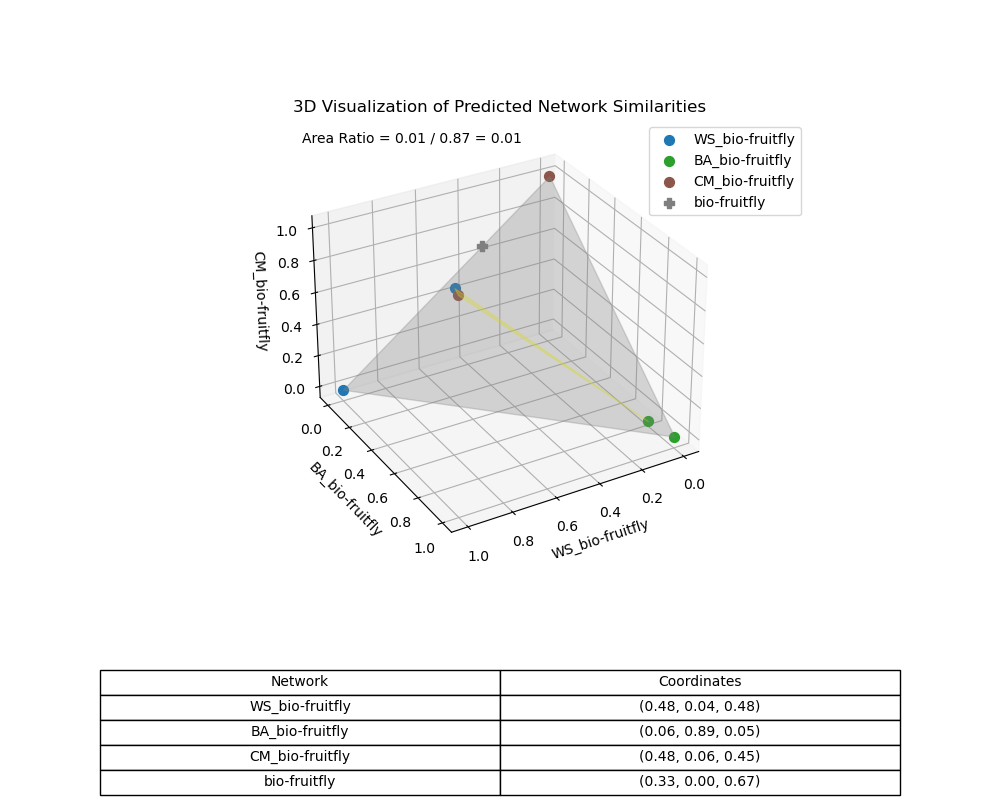 3D Visualization of Predicted Network Similarities
Area Ratio = 0.01 / 0.87 = 0.01
WS_bio-fruitfly
BA_bio-fruitfly
CM_bio-fruitfly
bio-fruitfly
CM_bio-fruitfly
1.0
0.8
0.6
0.4
0.2
0.0
BA_bio-fruitfly
0.0
0.2
0.4
0.6
0.8
1.0
WS_bio-fruitfly
1.0
0.8
0.6
0.4
0.2
0.0
Network Coordinates
WS_bio-fruitfly (0.48, 0.04, 0.48)
BA_bio-fruitfly (0.06, 0.89, 0.05)
CM_bio-fruitfly (0.48, 0.06, 0.45)
bio-fruitfly (0.33, 0.00, 0.67)